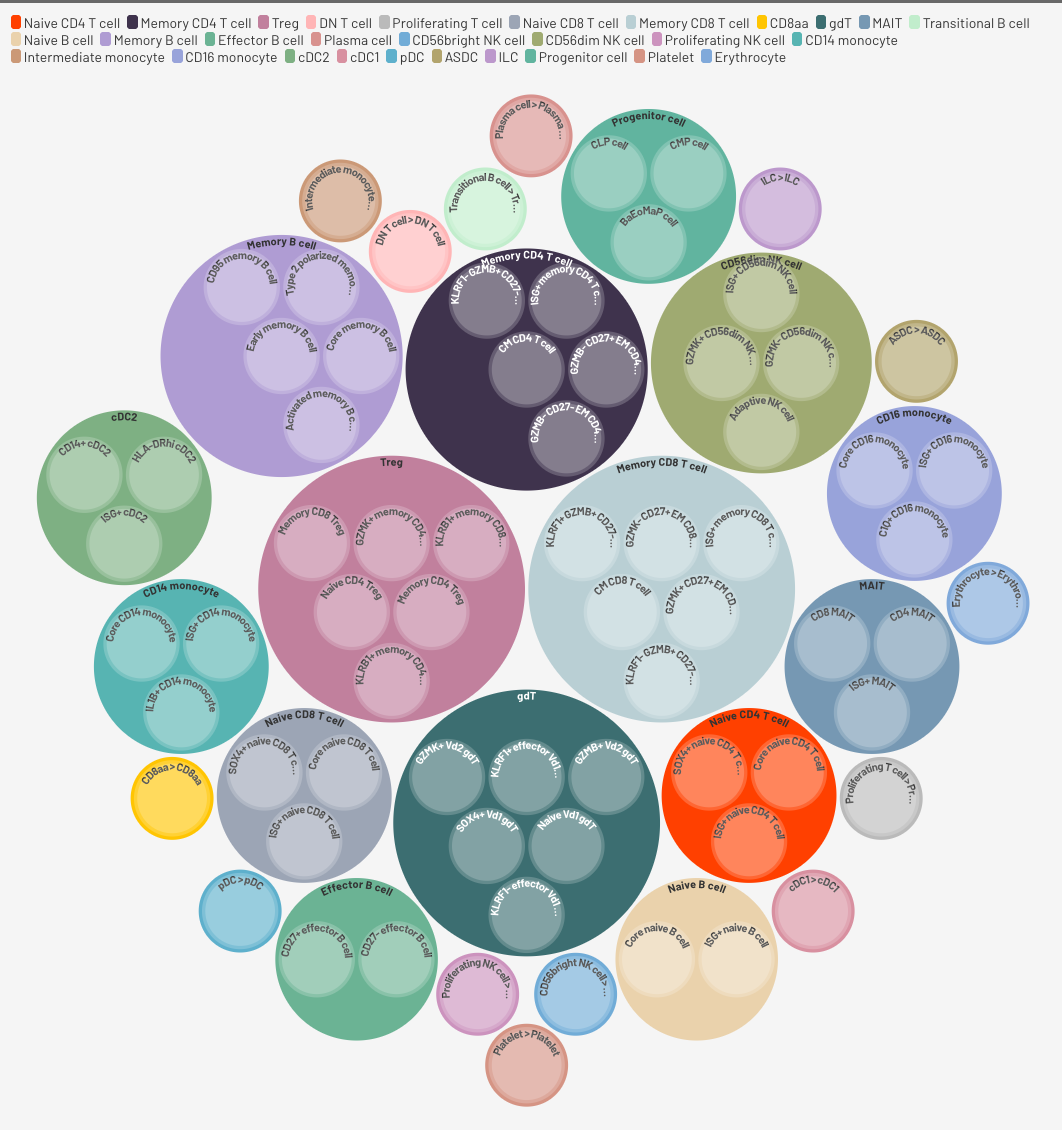 Naive CD4 T cell Memory CD4 T cell Treg DN T cell Proliferating T cell Naive CD8 T cell Memory CD8 T cell CD8aa gdT MAIT Transitional B cell
Naive B cell Memory B cell Effector B cell Plasma cell CD56bright NK cell CD56dim NK cell Proliferating NK cell CD14 monocyte
Intermediate monocyte CD16 monocyte cDC2 cDC1 pDC ASDC ILC Progenitor cell Platelet Erythrocyte
Plasma cell > Plasma ...
Progenitor cell
CLP cell
CMP cell
BaEoMaP cell
Intermediate monocyte...
Transitional B cell > Tr...
ILC > ILC
DN T cell > DN T cell
Memory B cell
CD95 memory B cell
Type 2 polarized memo...
Early memory B cell
Core memory B cell
Activated memory B c...
Memory CD4 T cell
KLRF1- GZMB+ CD27- ...
ISG+ memory CD4 T c...
CM CD4 T cell
GZMB- CD27+ EM CD4...
GZMB- CD27- EM CD4...
CD56dim NK cell
ISG+ CD56dim NK cell
GZMK+ CD56dim NK ...
GZMK- CD56dim NK c...
Adaptive NK cell
ASDC > ASDC
cDC2
CD14+ cDC2
HLA-DRhi cDC2
ISG+ cDC2
CD16 monocyte
Core CD16 monocyte
ISG+ CD16 monocyte
C1Q+ CD16 monocyte
Treg
Memory CD8 Treg
GZMK+ memory CD4...
KLRB1+ memory CD8...
Naive CD4 Treg
Memory CD4 Treg
KLRB1+ memory CD4...
Memory CD8 T cell
KLRF1+ GZMB+ CD27- ...
GZMK- CD27+ EM CD8...
ISG+ memory CD8 T c...
CM CD8 T cell
GZMK+ CD27+ EM CD...
KLRF1- GZMB+ CD27- ...
CD14 monocyte
Core CD14 monocyte
ISG+ CD14 monocyte
IL1B+ CD14 monocyte
MAIT
CD8 MAIT
CD4 MAIT
ISG+ MAIT
Erythrocyte > Erythro...
Naive CD8 T cell
SOX4+ naive CD8 T c...
Core naive CD8 T cell
ISG+ naive CD8 T cell
gdT
GZMK+ Vd2 gdT
KLRF1+ effector Vd1...
GZMB+ Vd2 gdT
SOX4+ Vd1 gdT
Naive Vd1 gdT
KLRF1- effector Vd1...
Naive CD4 T cell
SOX4+ naive CD4 T c...
Core naive CD4 T cell
ISG+ naive CD4 T cell
CD8aa > CD8aa
Proliferating T cell > Pr...
pDC > pDC
cDC1 > cDC1
Effector B cell
CD27+ effector B cell
CD27- effector B cell
Naive B cell
Core naive B cell
ISG+ naive B cell
Proliferating NK cell > ...
CD56bright NK cell > ...
Platelet > Platelet